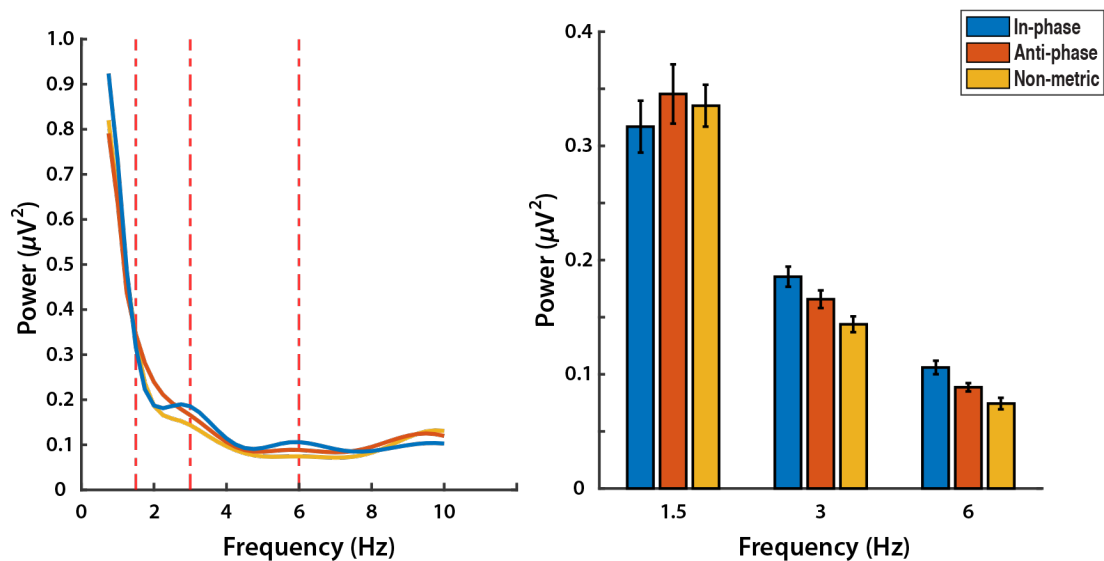 1.0
0.9
0.8
0.7
0.6
0.5
0.4
0.3
0.2
0.1
0
Power (μV²)
0 2 4 6 8 10
Frequency (Hz)
In-phase
Anti-phase
Non-metric
0.4
0.3
0.2
0.1
0
Power (μV²)
1.5 3 6
Frequency (Hz)